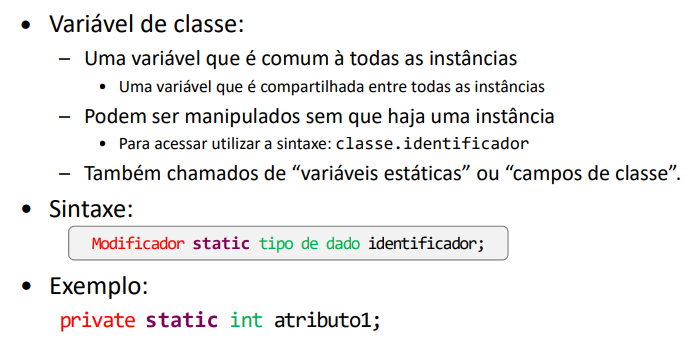 • Variável de classe:
– Uma variável que é comum à todas as instâncias
• Uma variável que é compartilhada entre todas as instâncias
– Podem ser manipulados sem que haja uma instância
• Para acessar utilizar a sintaxe: classe.identificador
– Também chamados de “variáveis estáticas” ou “campos de classe”.
• Sintaxe:
Modificador static tipo de dado identificador;
• Exemplo:
private static int atributo1;